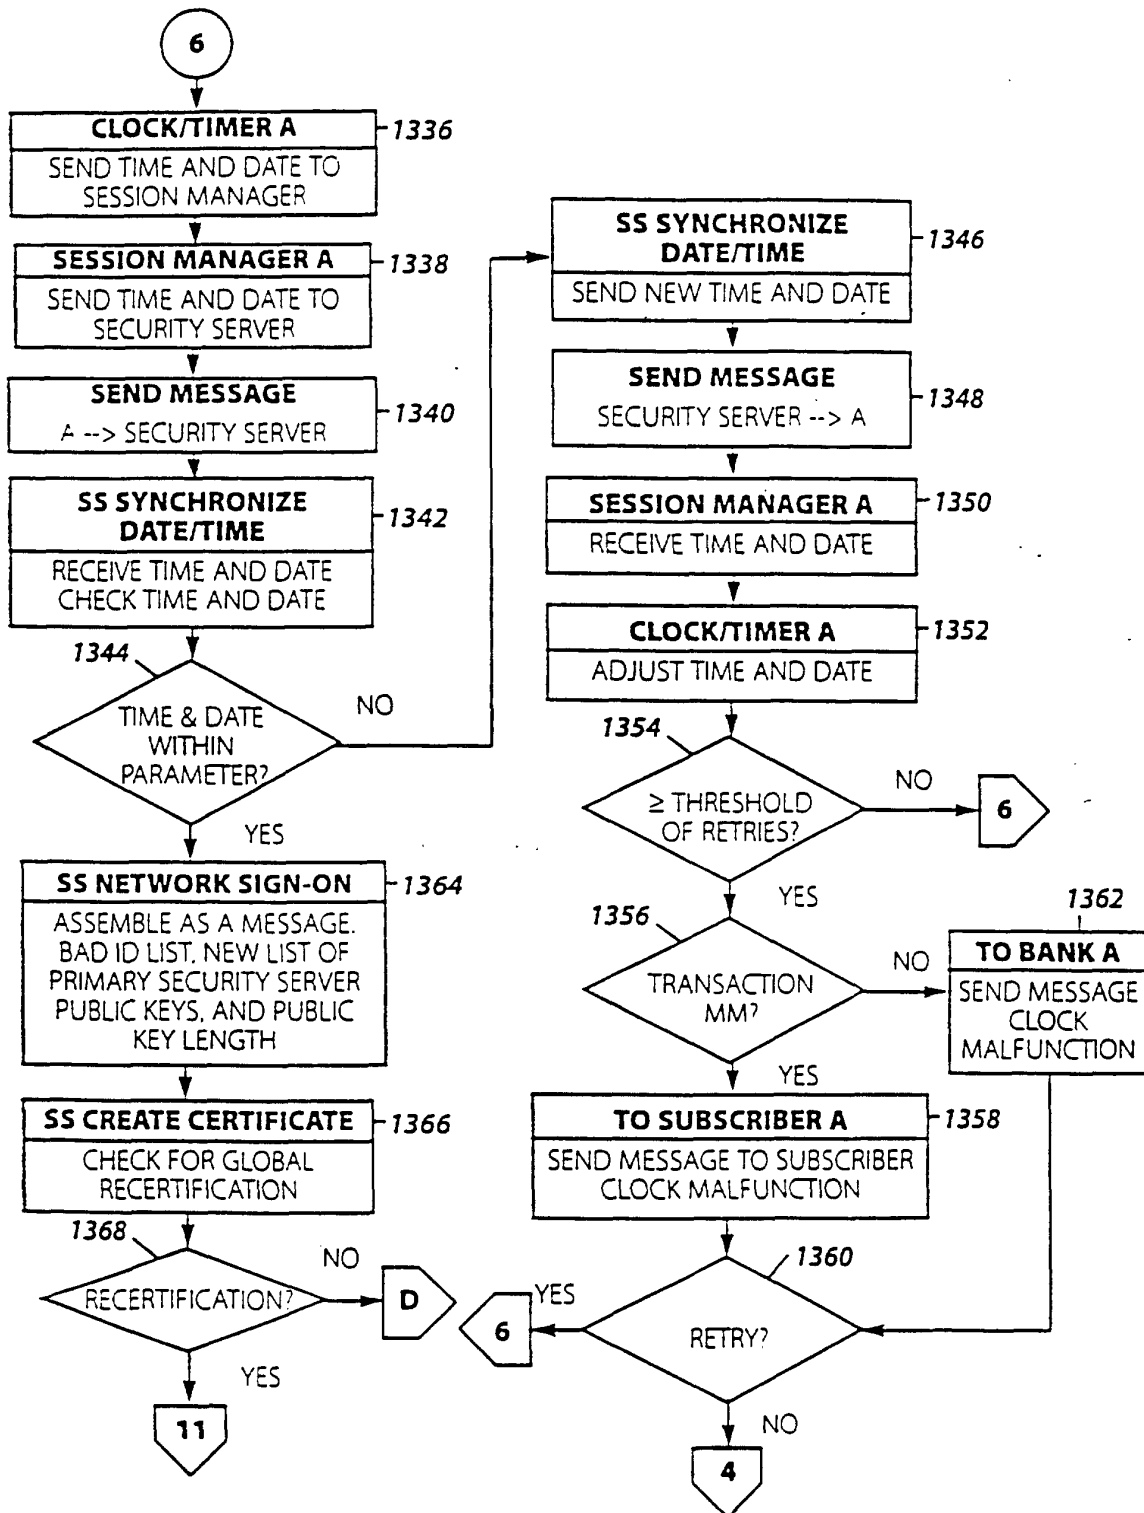 6
CLOCK/TIMER A
1336
SEND TIME AND DATE TO
SESSION MANAGER
SESSION MANAGER A
1338
SEND TIME AND DATE TO
SECURITY SERVER
SEND MESSAGE
1340
A --> SECURITY SERVER
SS SYNCHRONIZE
DATE/TIME
1342
RECEIVE TIME AND DATE
CHECK TIME AND DATE
1344
TIME & DATE
WITHIN
PARAMETER?
NO
YES
SS NETWORK SIGN-ON
1364
ASSEMBLE AS A MESSAGE.
BAD ID LIST, NEW LIST OF
PRIMARY SECURITY SERVER
PUBLIC KEYS, AND PUBLIC
KEY LENGTH
SS CREATE CERTIFICATE
1366
CHECK FOR GLOBAL
RECERTIFICATION
1368
RECERTIFICATION?
NO
D
YES
11
SS SYNCHRONIZE
DATE/TIME
1346
SEND NEW TIME AND DATE
SEND MESSAGE
1348
SECURITY SERVER --> A
SESSION MANAGER A
1350
RECEIVE TIME AND DATE
CLOCK/TIMER A
1352
ADJUST TIME AND DATE
1354
≥ THRESHOLD
OF RETRIES?
NO
6
YES
1356
TRANSACTION
MM?
NO
1362
TO BANK A
SEND MESSAGE
CLOCK
MALFUNCTION
YES
TO SUBSCRIBER A
1358
SEND MESSAGE TO SUBSCRIBER
CLOCK MALFUNCTION
1360
RETRY?
YES
6
NO
4